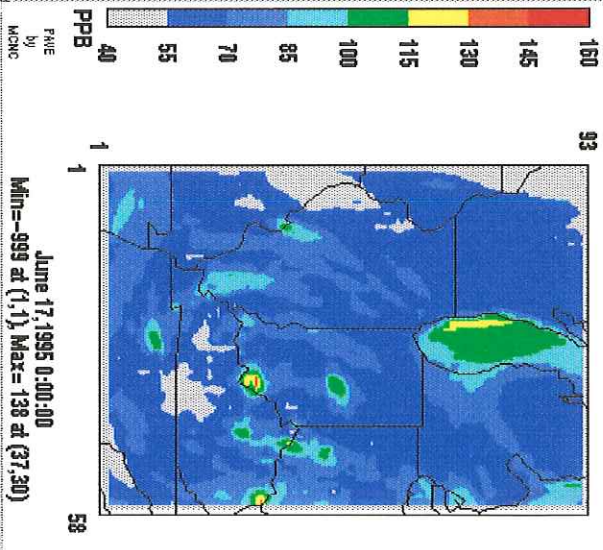 160
145
130
115
100
85
70
55
40
PPB
PAVE
by
MCNC
93
1
1
58
June 17,1995 0:00:00
Min=-999 at (1,1), Max= 138 at (37,30)